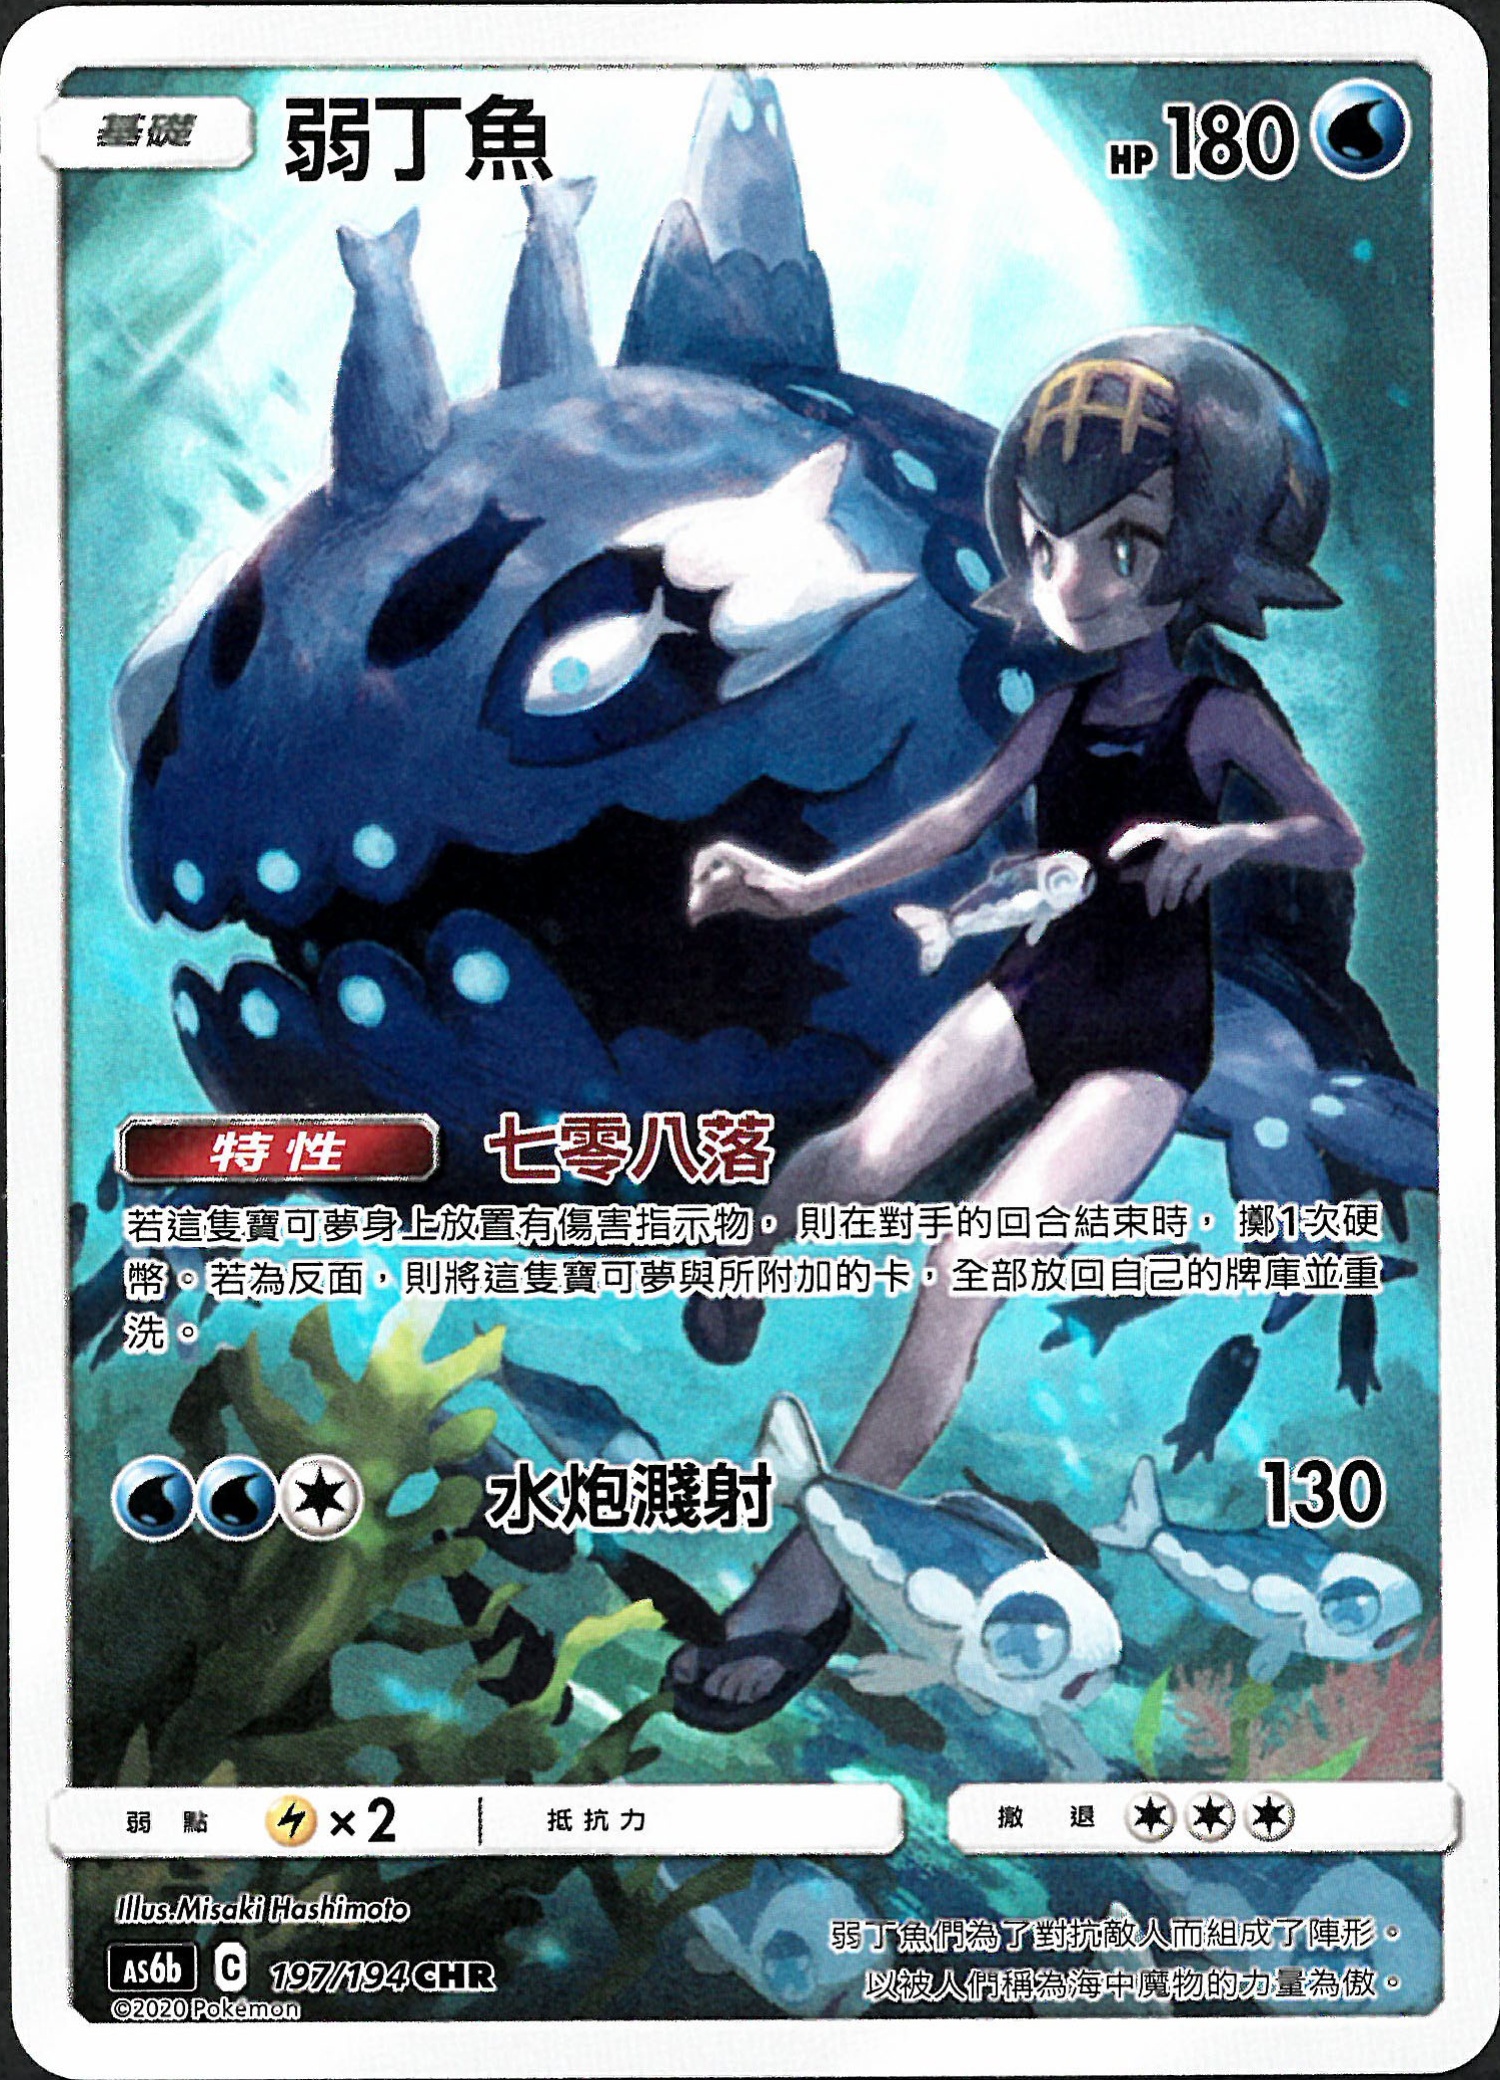 基礎 弱丁魚 HP 180
特性 七零八落
若這隻寶可夢身上放置有傷害指示物，則在對手的回合結束時，擲1次硬
幣。若為反面，則將這隻寶可夢與所附加的卡，全部放回自己的牌庫並重
洗。
水炮濺射 130
弱點 ×2 抵抗力 撤退
Illus.Misaki Hashimoto
弱丁魚們為了對抗敵人而組成了陣形。
以被人們稱為海中魔物的力量為傲。
AS6b C 197/194 CHR
©2020 Pokémon